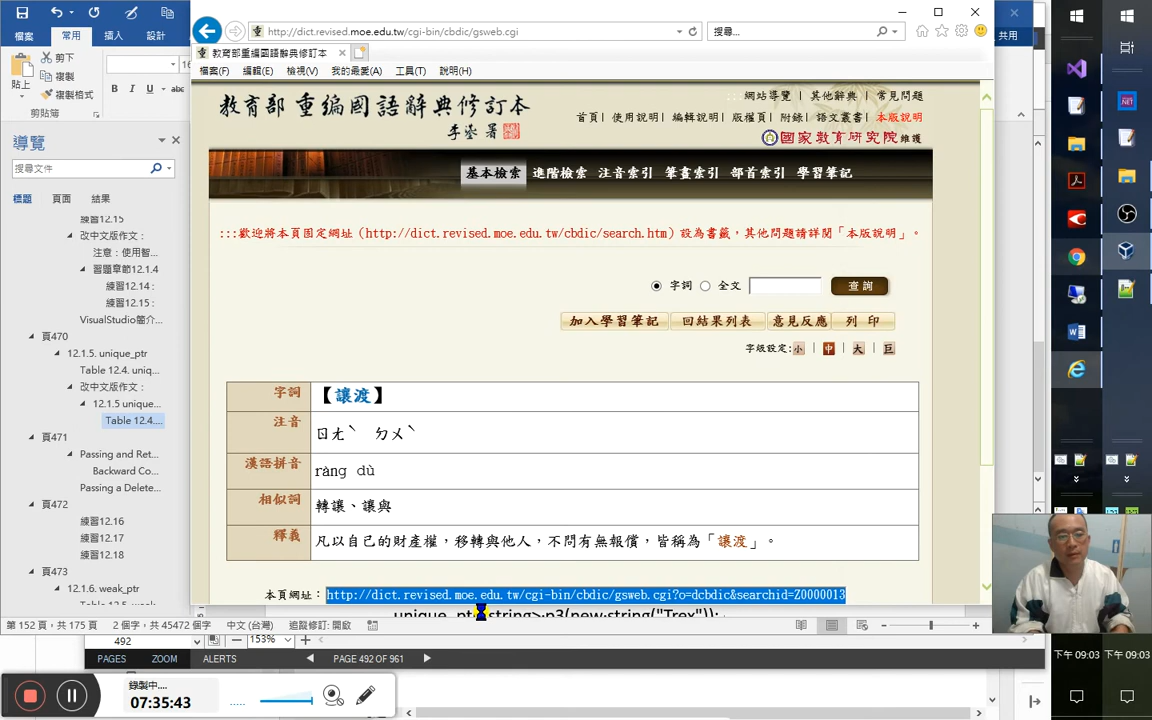 檔案 常用 插入 設計
共用
貼上 剪下
複製
複製格式
剪貼簿
B I U abc
http://dict.revised.moe.edu.tw/cgi-bin/cbdic/gsweb.cgi
搜尋...
教育部重編國語辭典修訂本
檔案(F) 編輯(E) 檢視(V) 我的最愛(A) 工具(T) 說明(H)
教育部 重編國語辭典修訂本
李鍌署
:::網站導覽| 其他辭典| 常見問題
首頁| 使用說明| 編輯說明| 版權頁| 附錄| 語文叢書| 本版說明
國家教育研究院維護
基本檢索 進階檢索 注音索引 筆畫索引 部首索引 學習筆記
:::歡迎將本頁固定網址(http://dict.revised.moe.edu.tw/cbdic/search.htm)設為書籤,其他問題請詳閱「本版說明」。
字詞 全文 查詢
加入學習筆記 回結果列表 意見反應 列 印
字級設定:小 | 中 | 大 | 巨
字詞 【讓渡】
注音 ㄖㄤˋ ㄉㄨˋ
漢語拼音 ràng dù
相似詞 轉讓、讓與
釋義 凡以自己的財產權,移轉與他人,不問有無報償,皆稱為「讓渡」。
本頁網址:http://dict.revised.moe.edu.tw/cgi-bin/cbdic/gsweb.cgi?o=dcbdic&searchid=Z0000013
導覽
搜尋文件
標題 頁面 結果
練習12.15
改中文版作文:
注意:使用智...
習題章節12.1.4
練習12.14 :
練習12.15 :
VisualStudio簡介...
頁470
12.1.5. unique_ptr
Table 12.4. uniq...
改中文版作文:
12.1.5 unique...
Table 12.4....
頁471
Passing and Ret...
Backward Co...
Passing a Delete...
頁472
練習12.16
練習12.17
練習12.18
頁473
12.1.6. weak_ptr
unique_pt string> p3(new string("Trex"));
第 152 頁,共 175 頁 2 個字,共 45472 個字 中文 (台灣) 追蹤修訂: 開啟
153%
492 153%
PAGES ZOOM ALERTS PAGE 492 OF 961
錄製中....
07:35:43
下午 09:03 下午 09:03